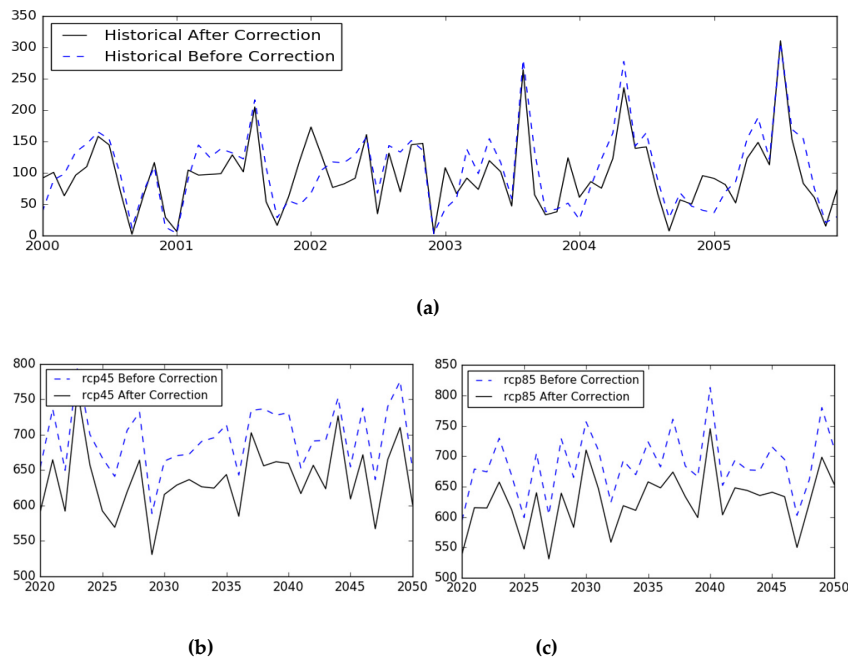 350
300
250
200
150
100
50
0
Historical After Correction
Historical Before Correction
2000 2001 2002 2003 2004 2005
(a)
800
750
700
650
600
550
500
rcp45 Before Correction
rcp45 After Correction
2020 2025 2030 2035 2040 2045 2050
(b)
850
800
750
700
650
600
550
500
rcp85 Before Correction
rcp85 After Correction
2020 2025 2030 2035 2040 2045 2050
(c)